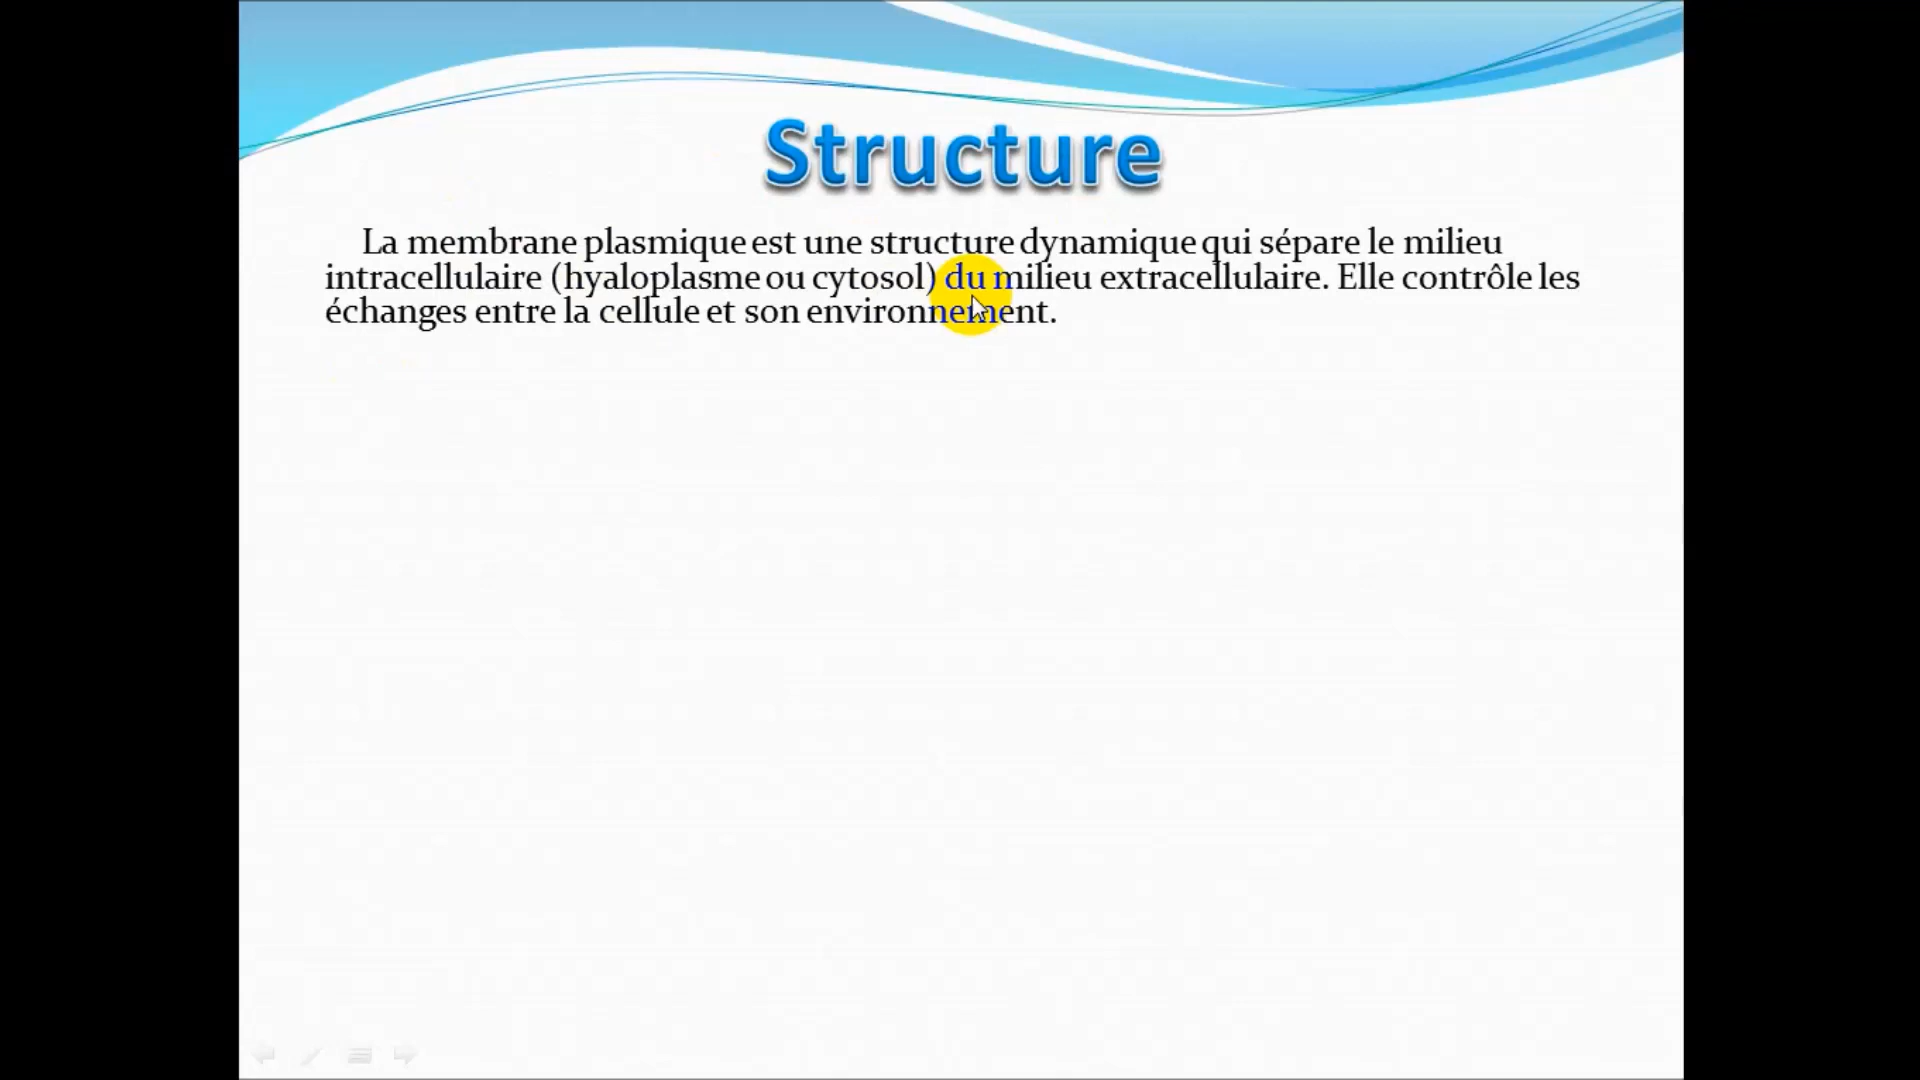 Structure
La membrane plasmique est une structure dynamique qui sépare le milieu
intracellulaire (hyaloplasme ou cytosol) du milieu extracellulaire. Elle contrôle les
échanges entre la cellule et son environnement.